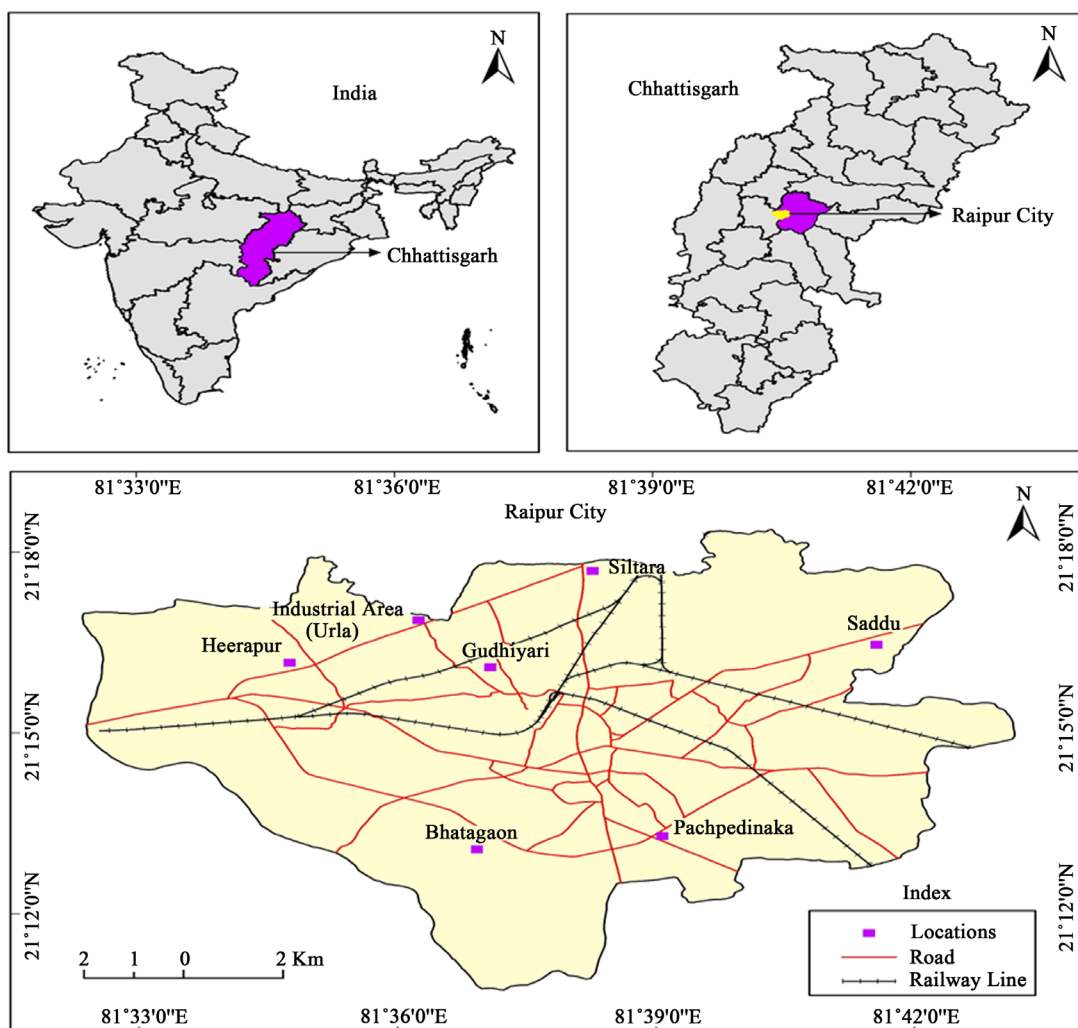 N
India
Chhattisgarh
N
Chhattisgarh
Raipur City
81°33'0"E
81°36'0"E
81°39'0"E
81°42'0"E
Raipur City
N
21°18'0"N
21°18'0"N
Siltara
Industrial Area
(Urla)
Saddu
Heerapur
Gudhiyari
21°15'0"N
21°15'0"N
Bhatagaon
Pachpedinaka
21°12'0"N
21°12'0"N
Index
Locations
Road
Railway Line
2 1 0 2 Km
81°33'0"E
81°36'0"E
81°39'0"E
81°42'0"E